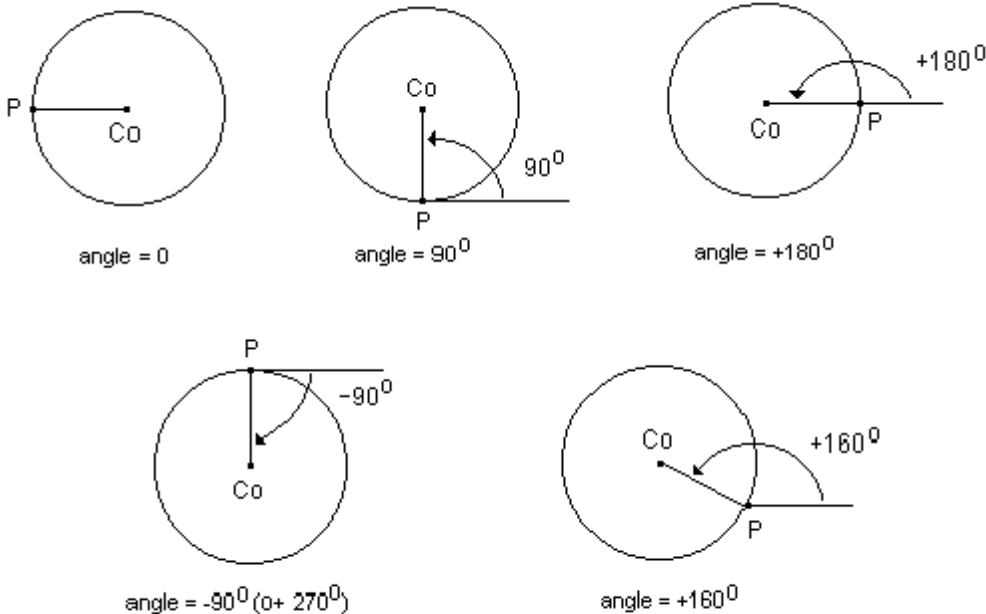 P
Co
angle = 0
Co
90⁰
P
angle = 90⁰
+180⁰
Co
P
angle = +180⁰
P
−90⁰
Co
angle = -90⁰ (o+ 270⁰)
Co
+160⁰
P
angle = +160⁰